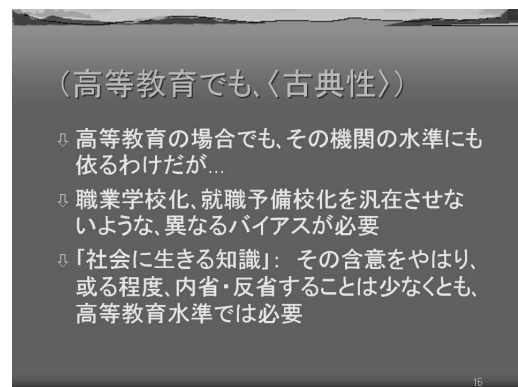 （高等教育でも、〈古典性〉）
⇩ 高等教育の場合でも、その機関の水準にも
依るわけだが...
⇩ 職業学校化、就職予備校化を汎在させな
いような、異なるバイアスが必要
⇩ 「社会に生きる知識」： その含意をやはり、
或る程度、内省・反省することは少なくとも、
高等教育水準では必要
16